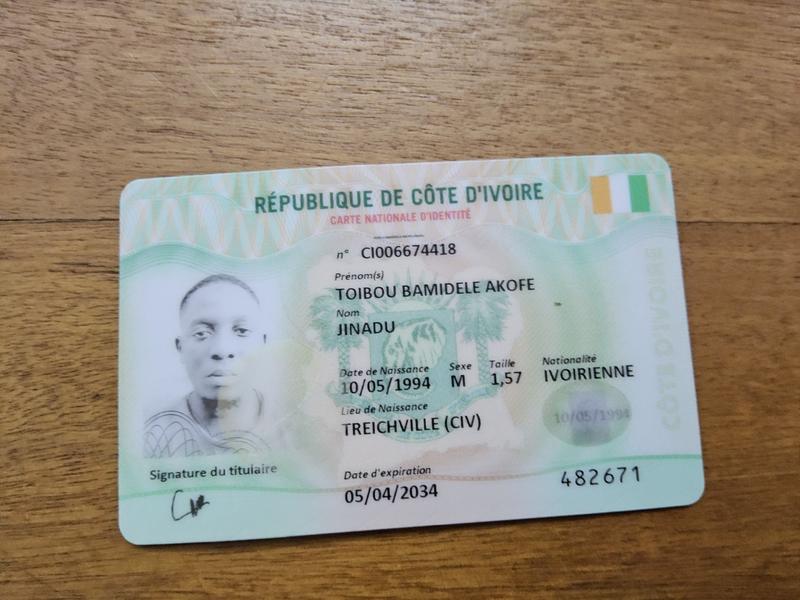 RÉPUBLIQUE DE CÔTE D'IVOIRE
CARTE NATIONALE D'IDENTITÉ
n° CI006674418
Prénom(s)
TOIBOU BAMIDELE AKOFE
Nom
JINADU
Date de Naissance Sexe Taille Nationalité
10/05/1994 M 1,57 IVOIRIENNE
Lieu de Naissance
TREICHVILLE (CIV)
10/05/1994
Signature du titulaire
Date d'expiration
05/04/2034
482671
CÔTE D'IVOIRE